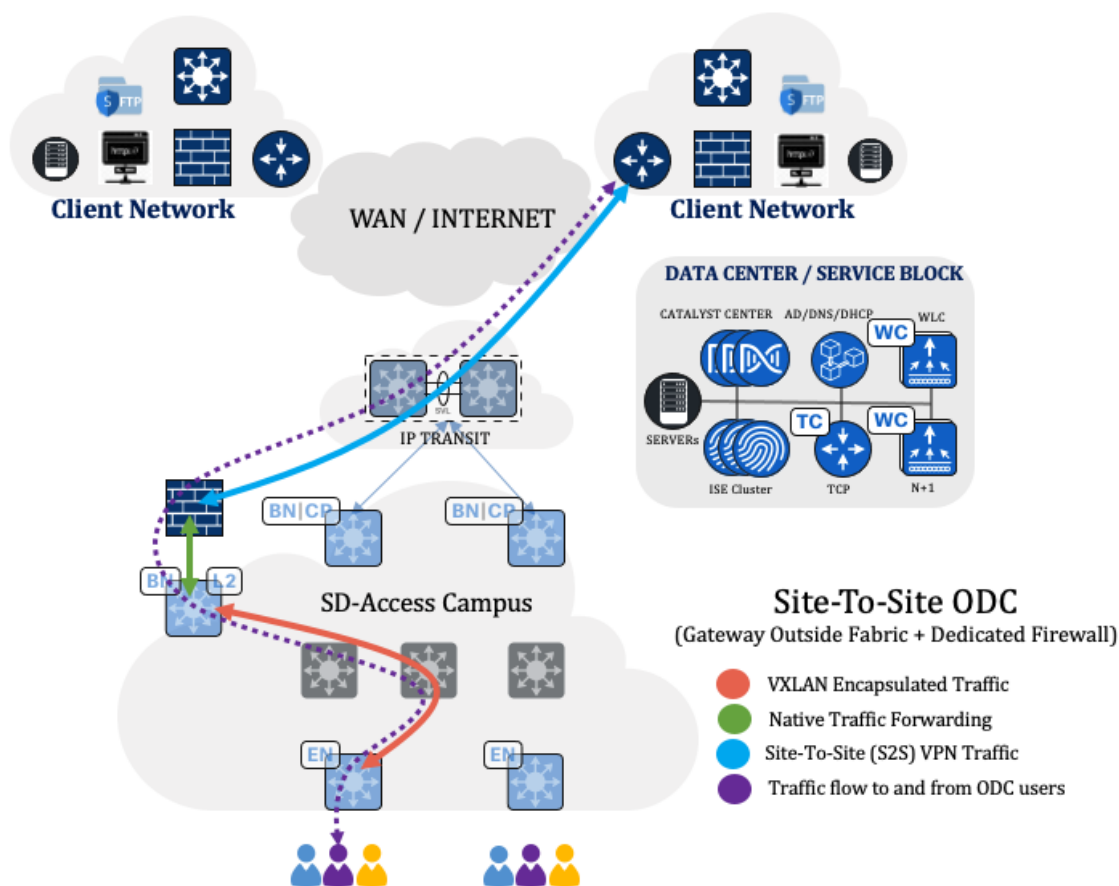 S FTP
http://
Client Network
WAN / INTERNET
S FTP
http://
Client Network
DATA CENTER / SERVICE BLOCK
CATALYST CENTER
AD/DNS/DHCP
WLC
WC
SERVERs
TC
WC
ISE Cluster
TCP
N+1
SVL
IP TRANSIT
BN|CP
BN|CP
BN
L2
SD-Access Campus
EN
EN
Site-To-Site ODC
(Gateway Outside Fabric + Dedicated Firewall)
VXLAN Encapsulated Traffic
Native Traffic Forwarding
Site-To-Site (S2S) VPN Traffic
Traffic flow to and from ODC users